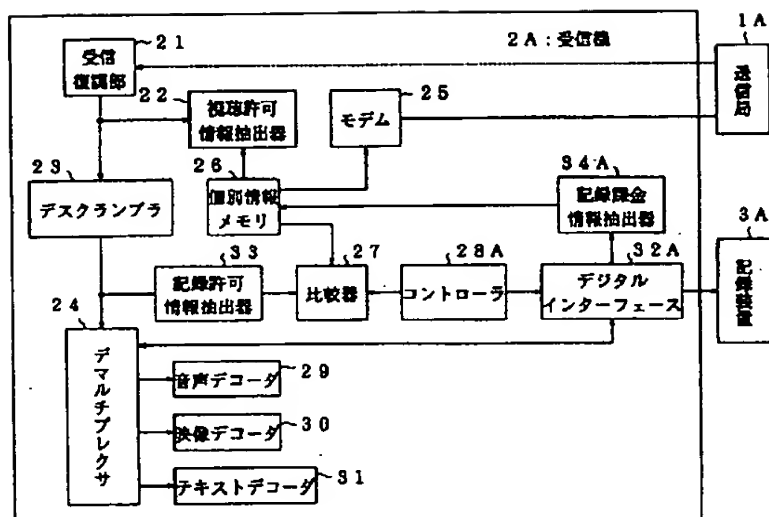 21
2A:受信機
1A
受信
復調部
送信局
22
視聴許可
情報抽出器
25
モデム
23
デスクランブラ
26
個別情報
メモリ
34A
記録課金
情報抽出器
3A
記録装置
33
記録許可
情報抽出器
27
比較器
28A
コントローラ
32A
デジタル
インターフェース
24
デマルチプレクサ
音声デコーダ
29
映像デコーダ
30
テキストデコーダ
31